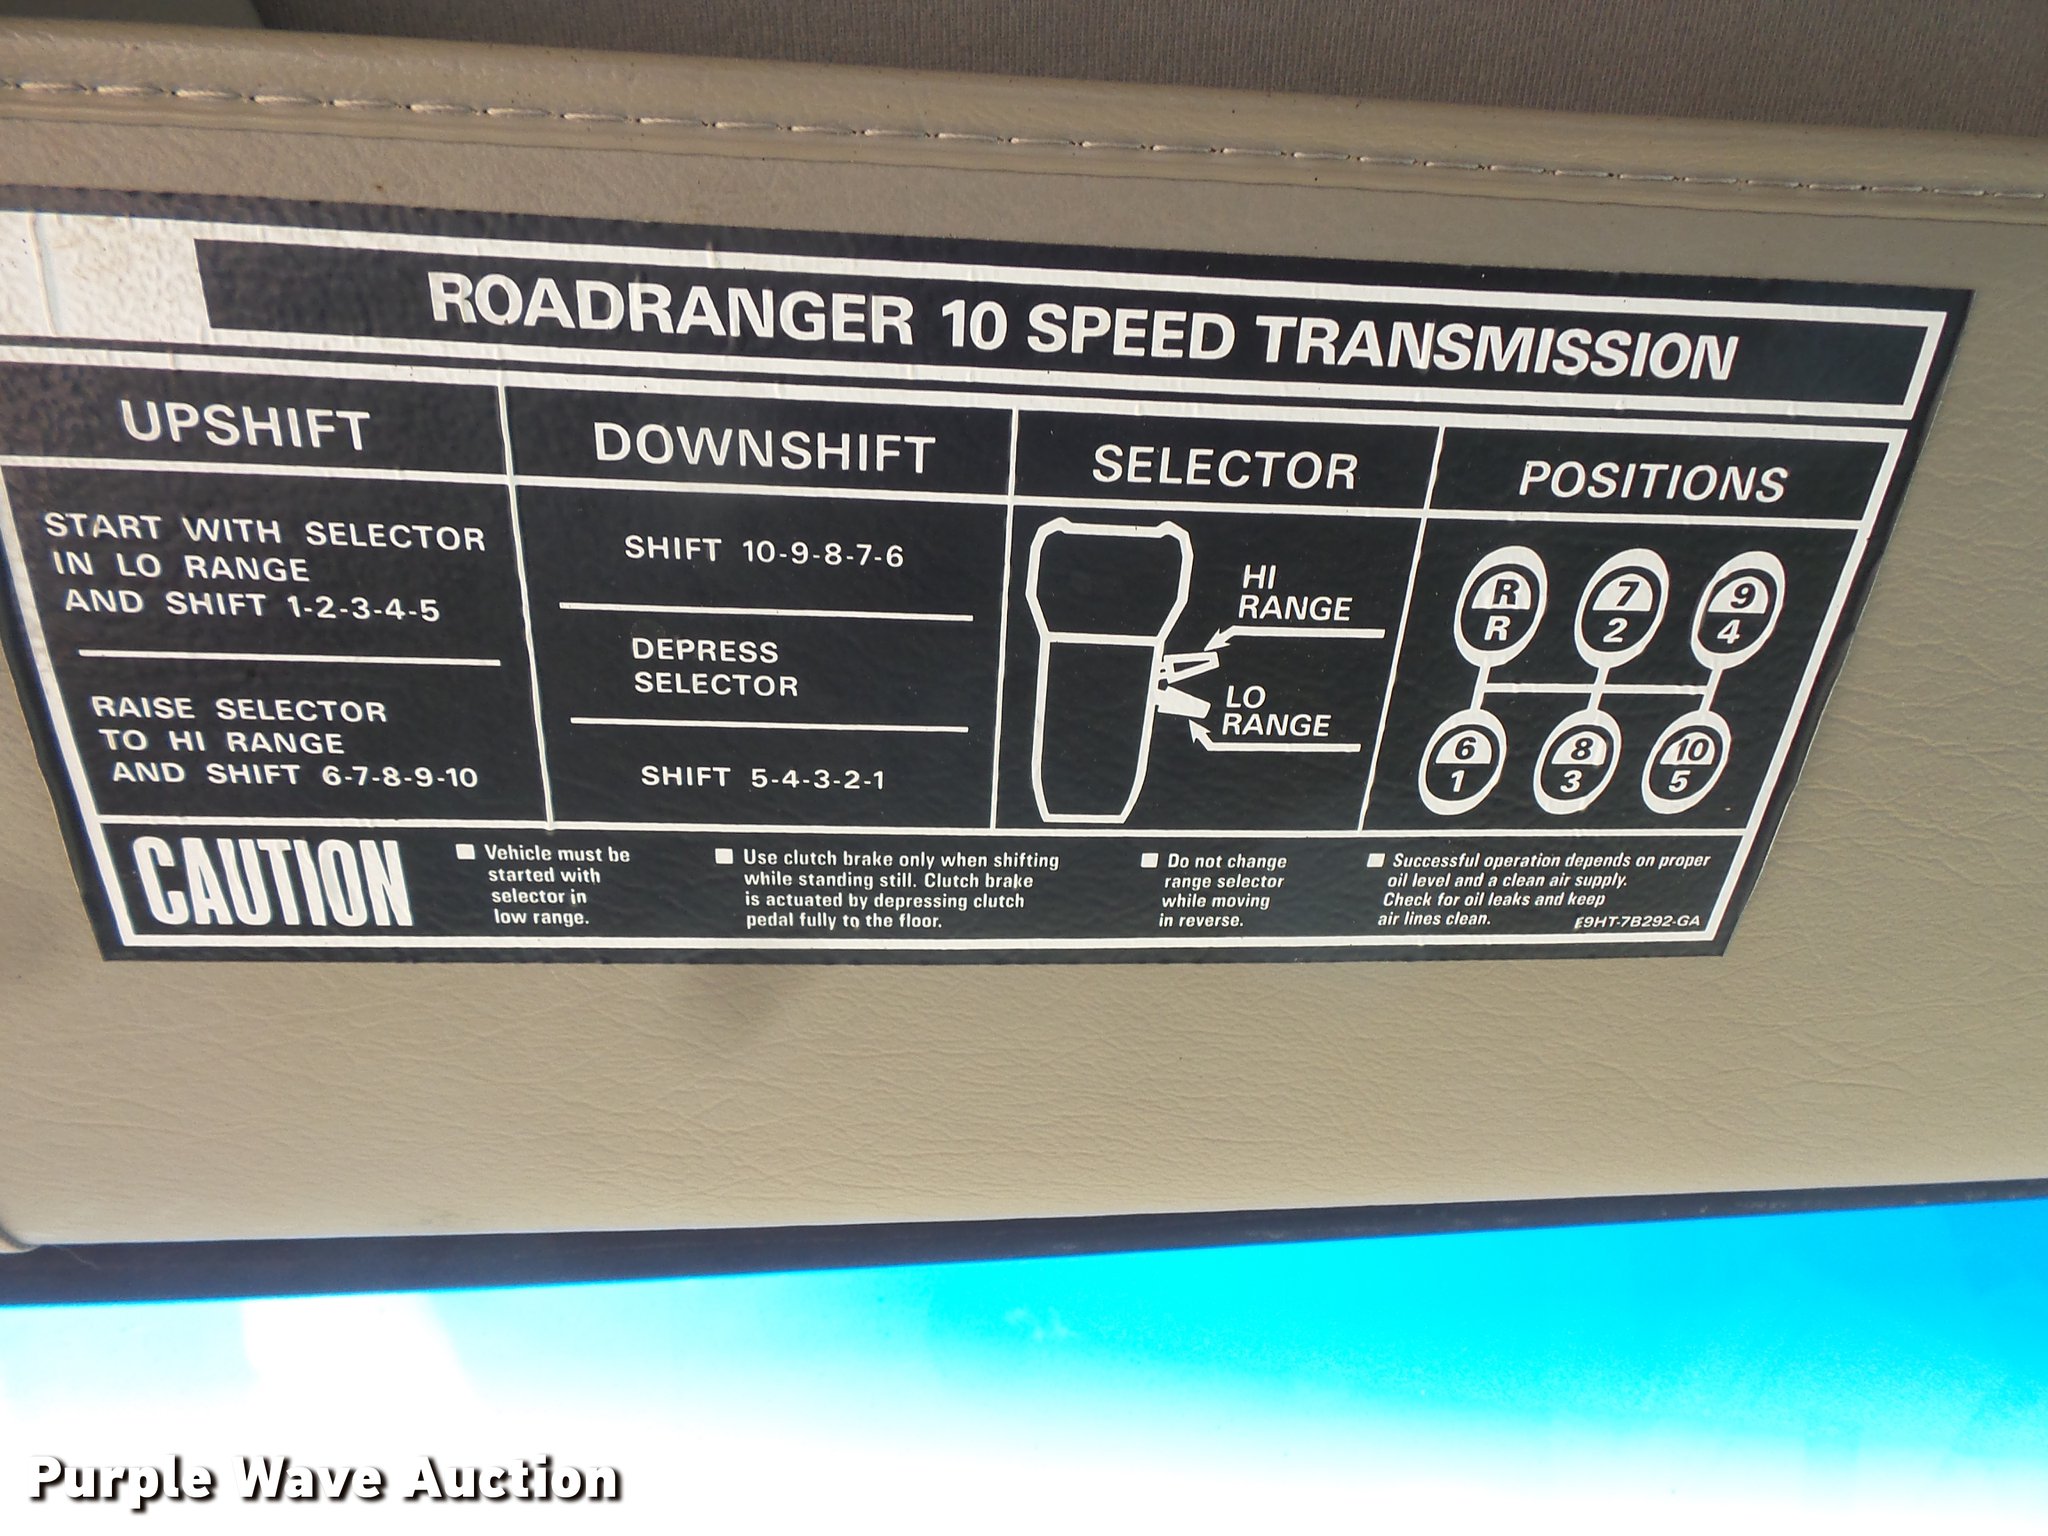 ROADRANGER 10 SPEED TRANSMISSION
UPSHIFT
START WITH SELECTOR
IN LO RANGE
AND SHIFT 1-2-3-4-5
RAISE SELECTOR
TO HI RANGE
AND SHIFT 6-7-8-9-10
DOWNSHIFT
SHIFT 10-9-8-7-6
DEPRESS
SELECTOR
SHIFT 5-4-3-2-1
SELECTOR
HI
RANGE
LO
RANGE
POSITIONS
R 7 9
R 2 4
6 8 10
1 3 5
CAUTION
Vehicle must be
started with
selector in
low range.
Use clutch brake only when shifting
while standing still. Clutch brake
is actuated by depressing clutch
pedal fully to the floor.
Do not change
range selector
while moving
in reverse.
Successful operation depends on proper
oil level and a clean air supply.
Check for oil leaks and keep
air lines clean.
E9HT-7B292-GA
Purple Wave Auction